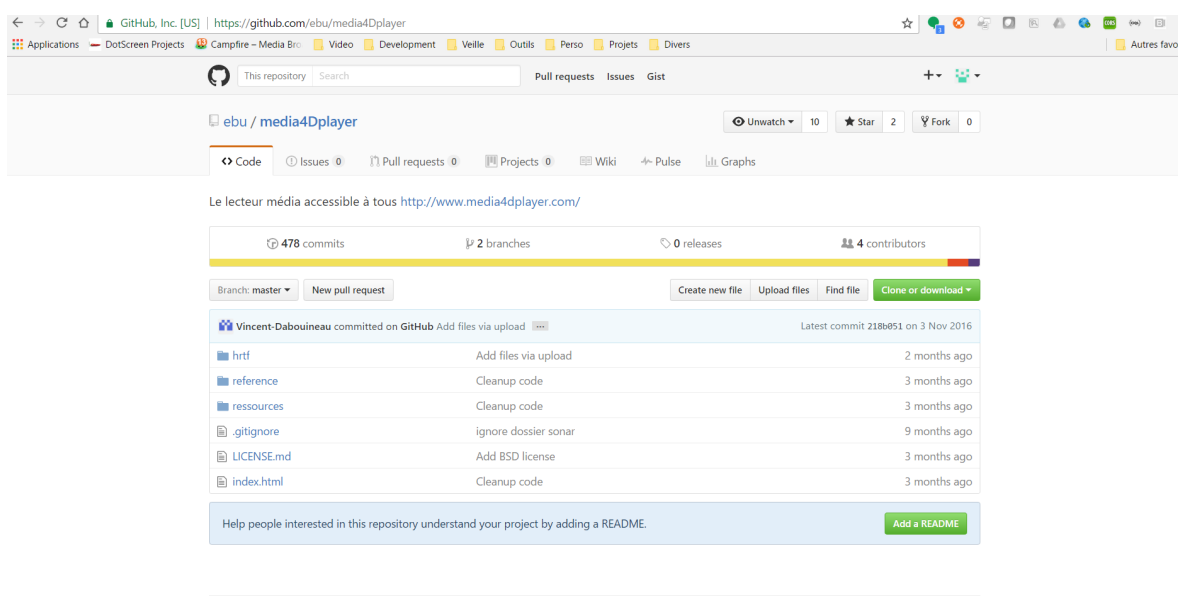 GitHub, Inc. [US] | https://github.com/ebu/media4Dplayer
Applications DotScreen Projects Campfire – Media Bro Video Development Veille Outils Perso Projets Divers Autres favo
This repository Search Pull requests Issues Gist
ebu / media4Dplayer Unwatch 10 Star 2 Fork 0
Code Issues 0 Pull requests 0 Projects 0 Wiki Pulse Graphs
Le lecteur média accessible à tous http://www.media4dplayer.com/
478 commits 2 branches 0 releases 4 contributors
Branch: master New pull request Create new file Upload files Find file Clone or download
Vincent-Dabouineau committed on GitHub Add files via upload ... Latest commit 218b051 on 3 Nov 2016
hrtf Add files via upload 2 months ago
reference Cleanup code 3 months ago
ressources Cleanup code 3 months ago
.gitignore ignore dossier sonar 9 months ago
LICENSE.md Add BSD license 3 months ago
index.html Cleanup code 3 months ago
Help people interested in this repository understand your project by adding a README. Add a README